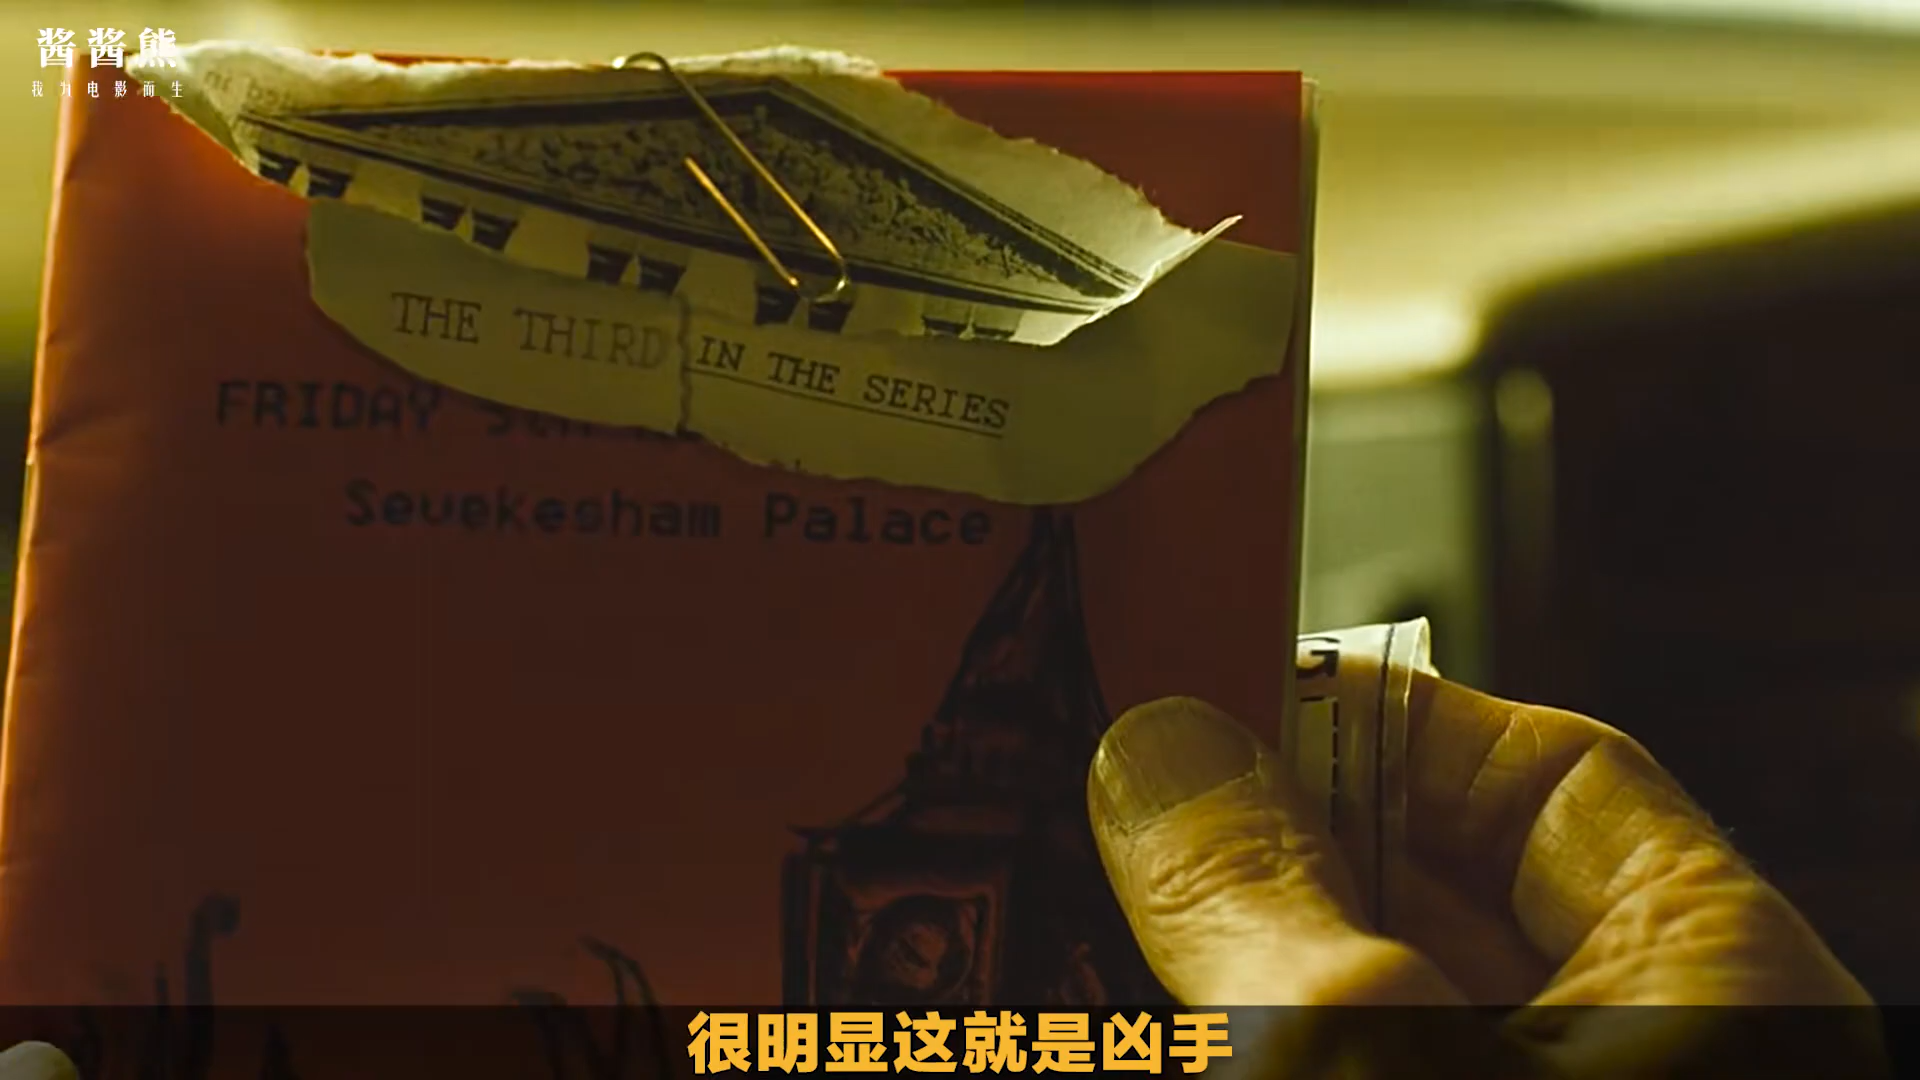 酱酱熊
我为电影而生
THE THIRD IN THE SERIES
FRIDAY
Sevekesham Palace
G
很明显这就是凶手